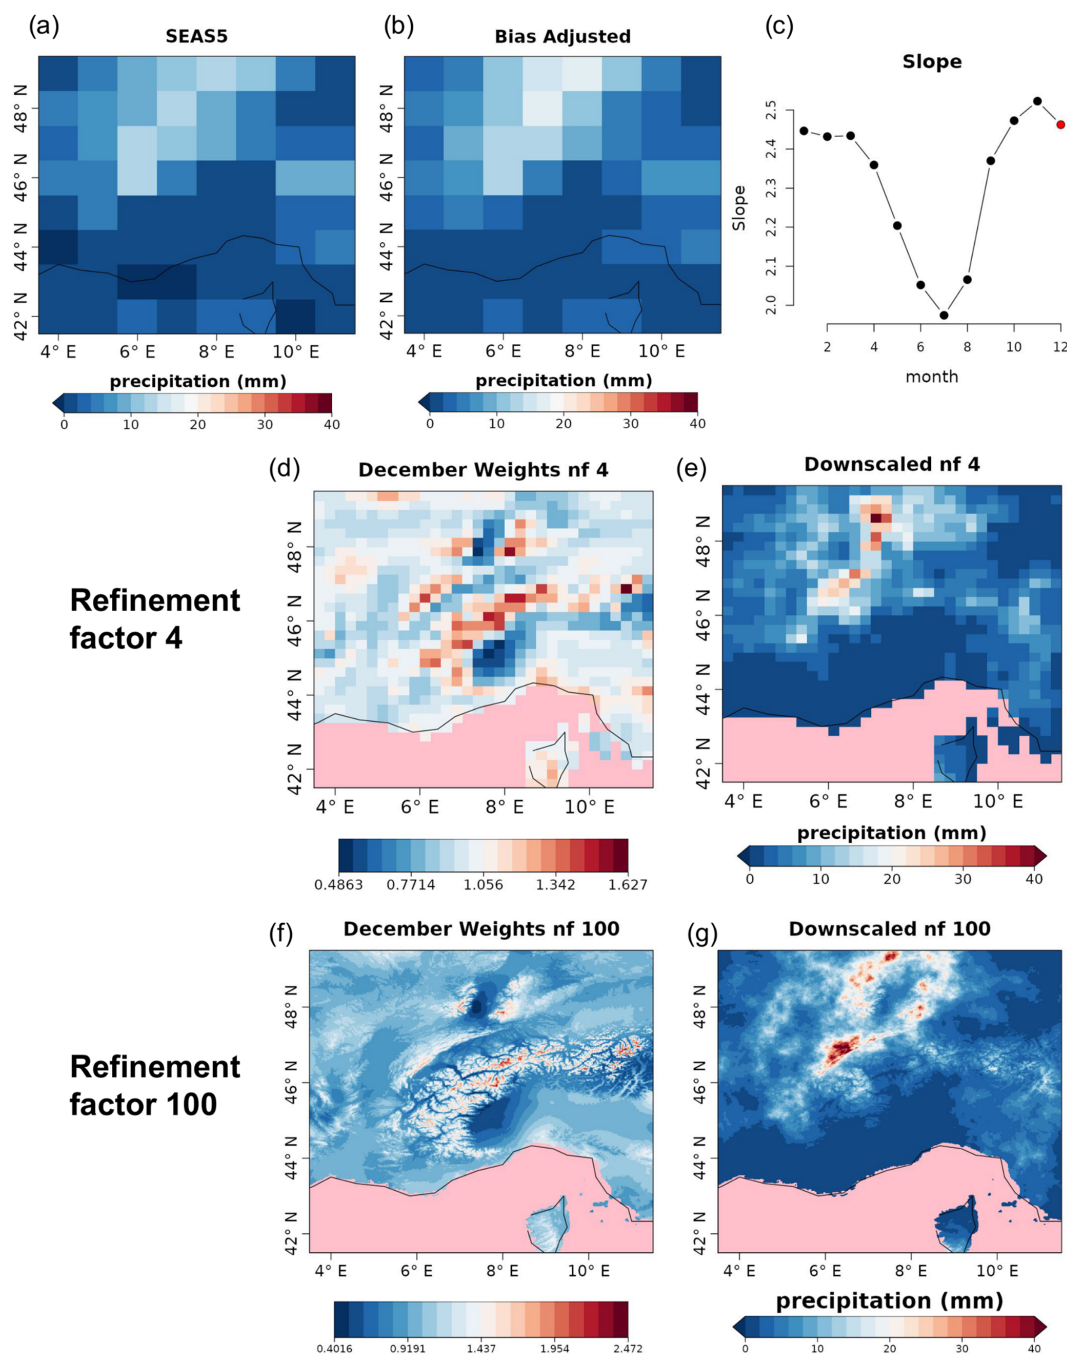 (a)
SEAS5
48° N
46° N
44° N
42° N
4° E
6° E
8° E
10° E
precipitation (mm)
0
10
20
30
40
(b)
Bias Adjusted
48° N
46° N
44° N
42° N
4° E
6° E
8° E
10° E
precipitation (mm)
0
10
20
30
40
(c)
Slope
Slope
2.5
2.4
2.3
2.2
2.1
2.0
2
4
6
8
10
12
month
Refinement
factor 4
(d)
December Weights nf 4
48° N
46° N
44° N
42° N
4° E
6° E
8° E
10° E
0.4863
0.7714
1.056
1.342
1.627
(e)
Downscaled nf 4
48° N
46° N
44° N
42° N
4° E
6° E
8° E
10° E
precipitation (mm)
0
10
20
30
40
Refinement
factor 100
(f)
December Weights nf 100
48° N
46° N
44° N
42° N
4° E
6° E
8° E
10° E
0.4016
0.9191
1.437
1.954
2.472
(g)
Downscaled nf 100
48° N
46° N
44° N
42° N
4° E
6° E
8° E
10° E
precipitation (mm)
0
10
20
30
40